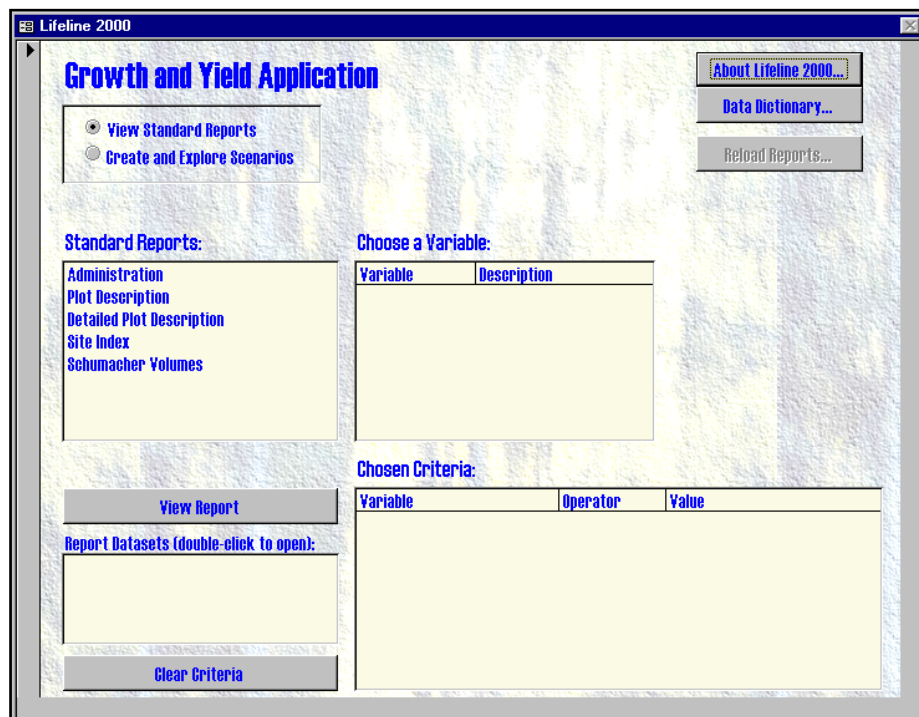 Lifeline 2000
Growth and Yield Application
About Lifeline 2000...
View Standard Reports
Data Dictionary...
Create and Explore Scenarios
Reload Reports...
Standard Reports:
Choose a Variable:
Administration
Plot Description
Detailed Plot Description
Site Index
Schumacher Volumes
Variable Description
Chosen Criteria:
View Report
Variable Operator Value
Report Datasets (double-click to open):
Clear Criteria